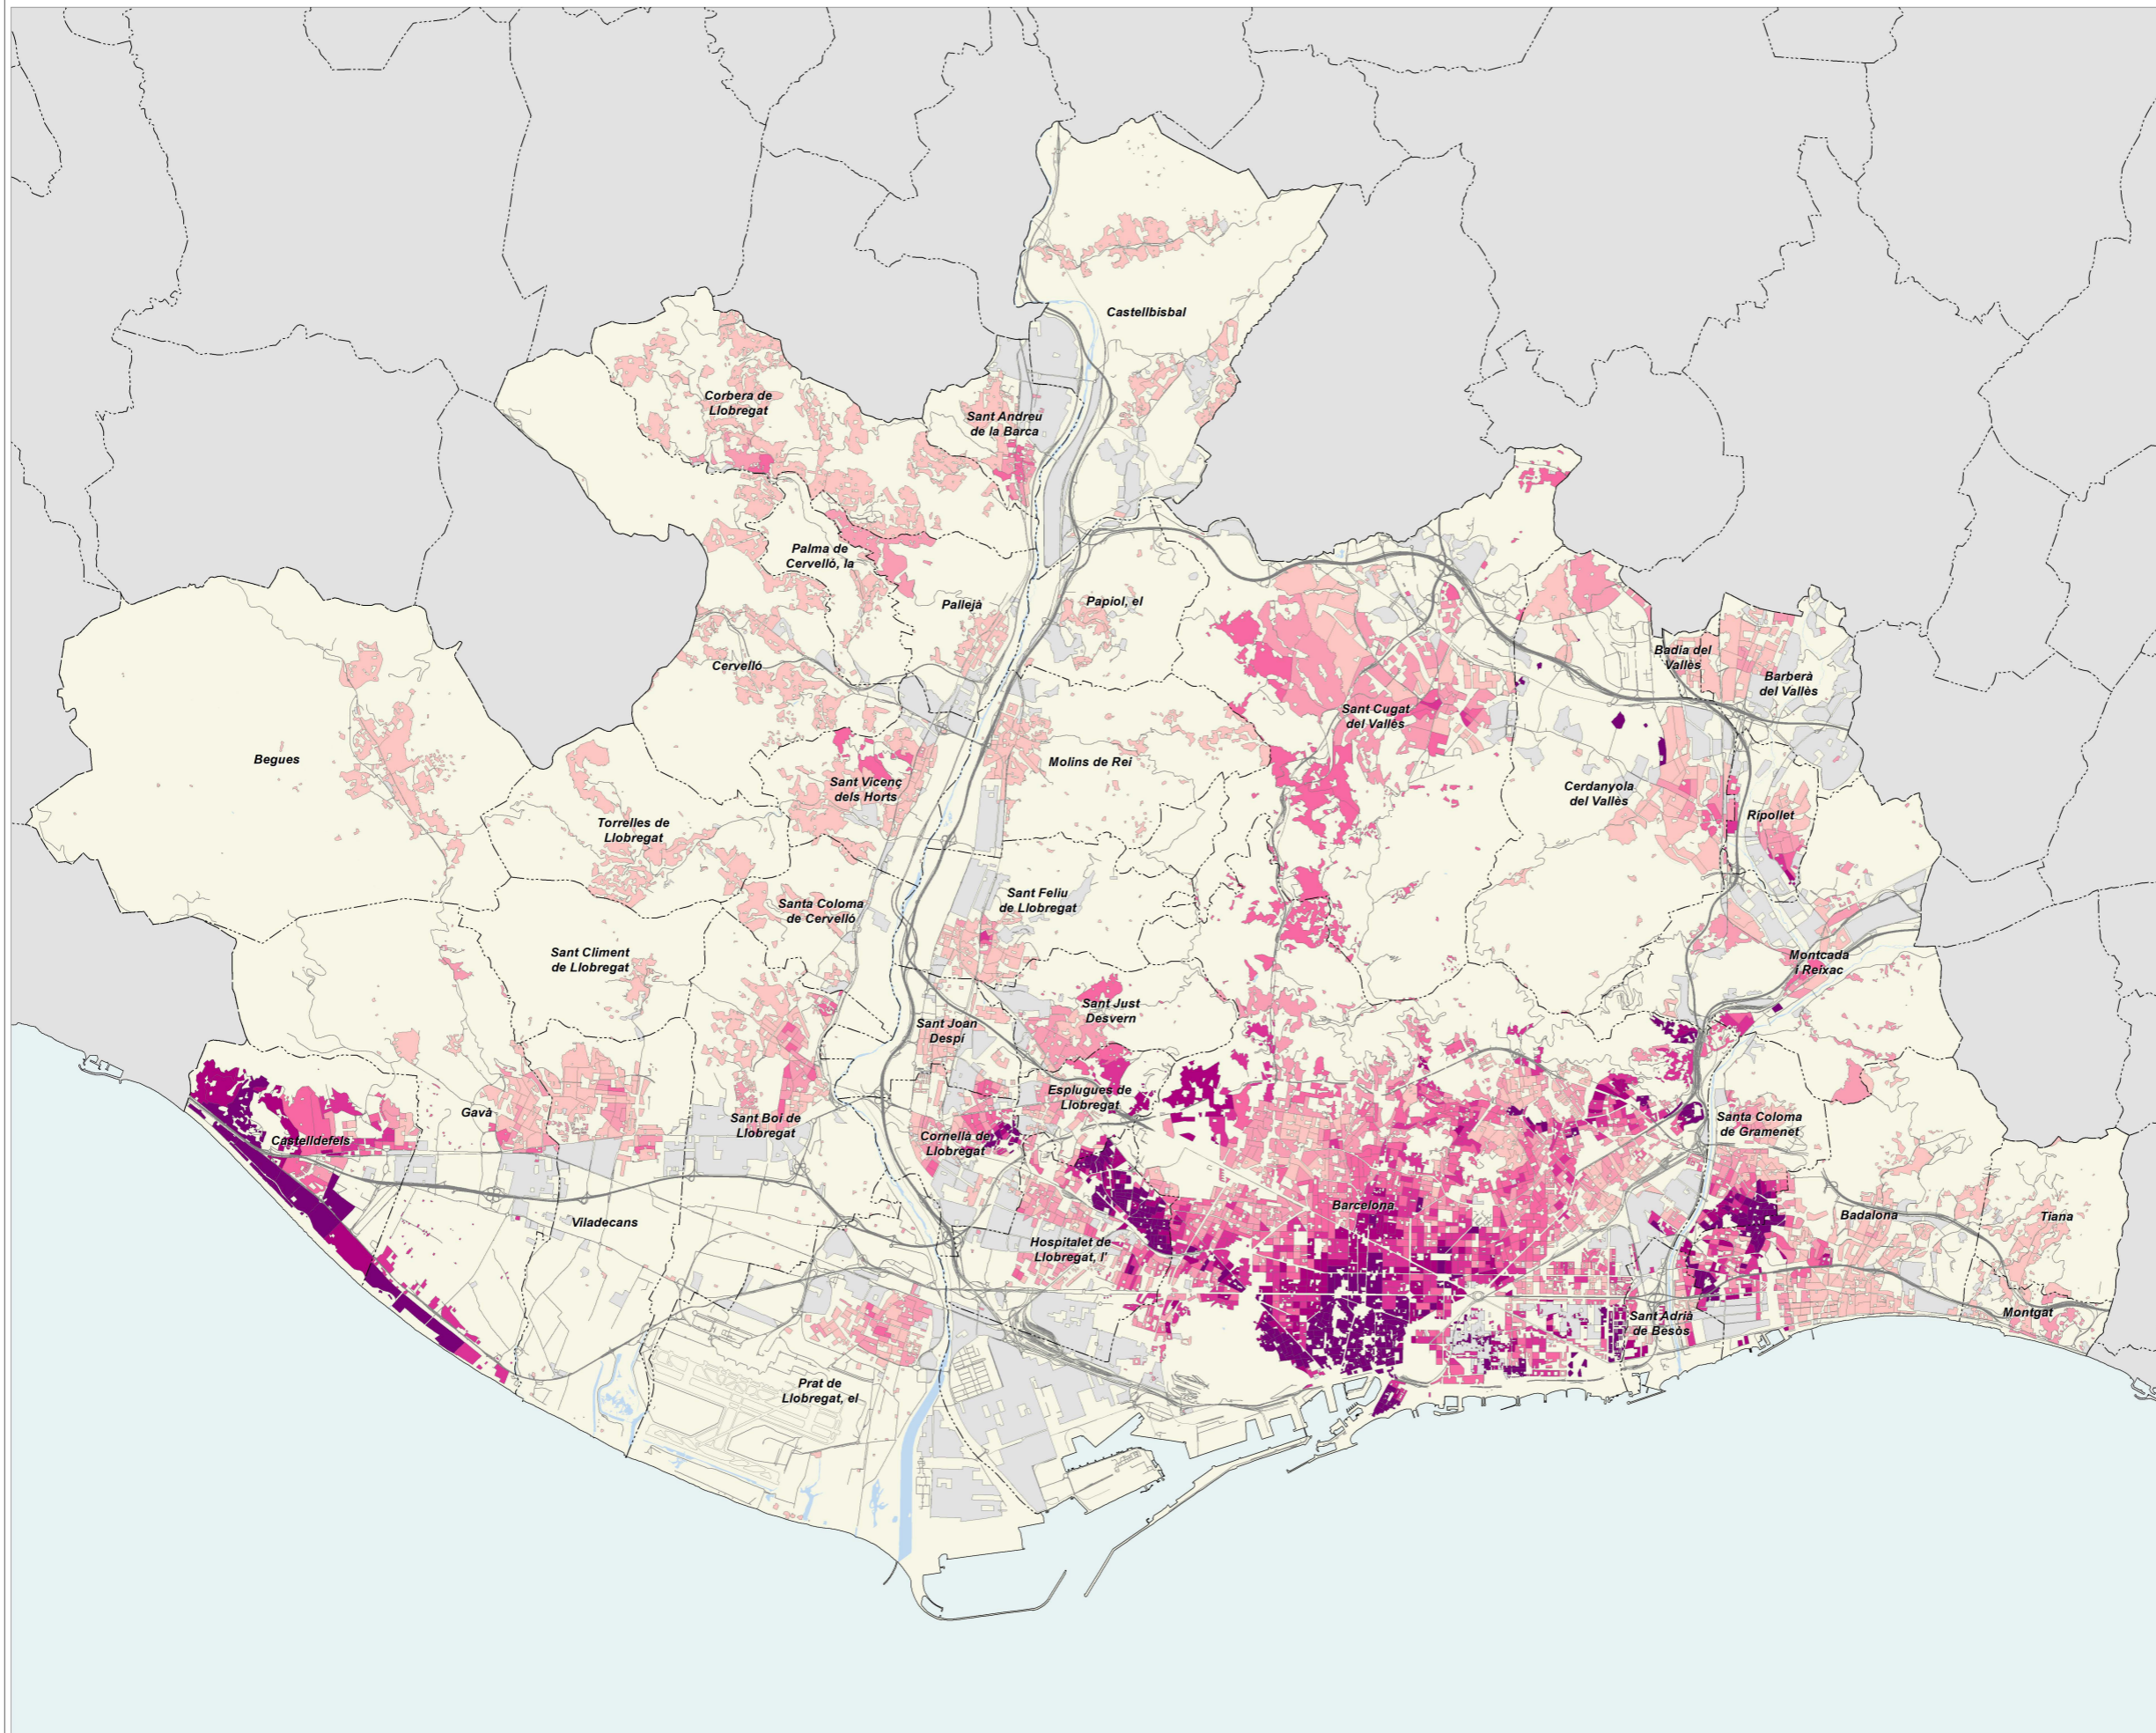 Castellbisbal
Corbera de
Llobregat
Sant Andreu
de la Barca
Palma de
Cervelló, la
Pallejà
Papiol, el
Cervelló
Badia del
Vallès
Barberà
del Vallès
Sant Cugat
del Vallès
Begues
Molins de Rei
Sant Vicenç
dels Horts
Cerdanyola
del Vallès
Ripollet
Torrelles de
Llobregat
Sant Feliu
de Llobregat
Santa Coloma
de Cervelló
Sant Climent
de Llobregat
Montcada
i Reixac
Sant Just
Desvern
Sant Joan
Despí
Esplugues de
Llobregat
Gavà
Sant Boi de
Llobregat
Santa Coloma
de Gramenet
Castelldefels
Cornellà de
Llobregat
Barcelona
Viladecans
Badalona
Tiana
Hospitalet de
Llobregat, l'
Montgat
Sant Adrià
de Besòs
Prat de
Llobregat, el